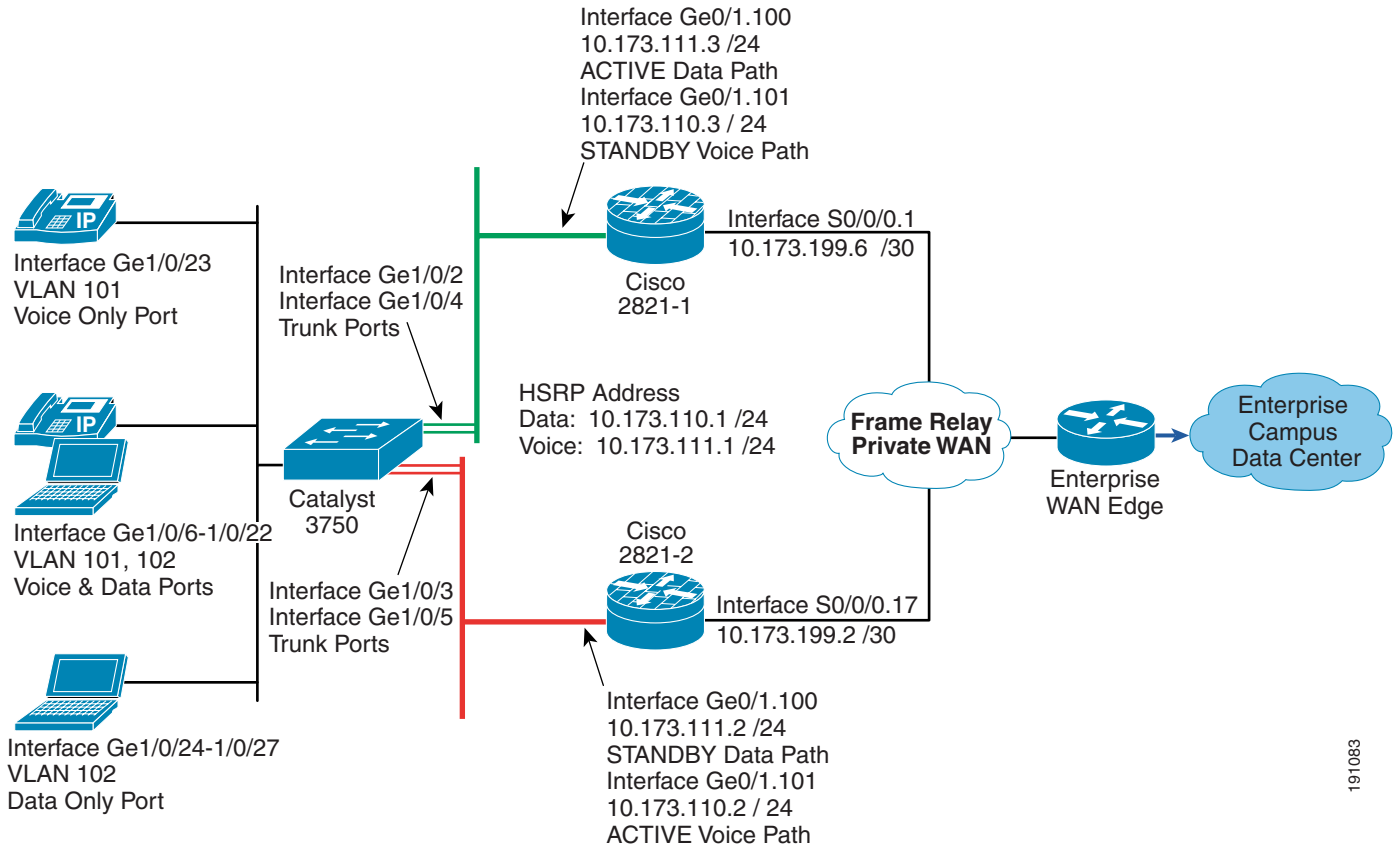 Interface Ge0/1.100
10.173.111.3 /24
ACTIVE Data Path
Interface Ge0/1.101
10.173.110.3 / 24
STANDBY Voice Path
IP
Interface Ge1/0/23
VLAN 101
Voice Only Port
Interface Ge1/0/2
Interface Ge1/0/4
Trunk Ports
Cisco
2821-1
Interface S0/0/0.1
10.173.199.6 /30
IP
Interface Ge1/0/6-1/0/22
VLAN 101, 102
Voice & Data Ports
Catalyst
3750
HSRP Address
Data: 10.173.110.1 /24
Voice: 10.173.111.1 /24
Frame Relay
Private WAN
Enterprise
WAN Edge
Enterprise
Campus
Data Center
Interface Ge1/0/3
Interface Ge1/0/5
Trunk Ports
Cisco
2821-2
Interface S0/0/0.17
10.173.199.2 /30
Interface Ge1/0/24-1/0/27
VLAN 102
Data Only Port
Interface Ge0/1.100
10.173.111.2 /24
STANDBY Data Path
Interface Ge0/1.101
10.173.110.2 / 24
ACTIVE Voice Path
191083